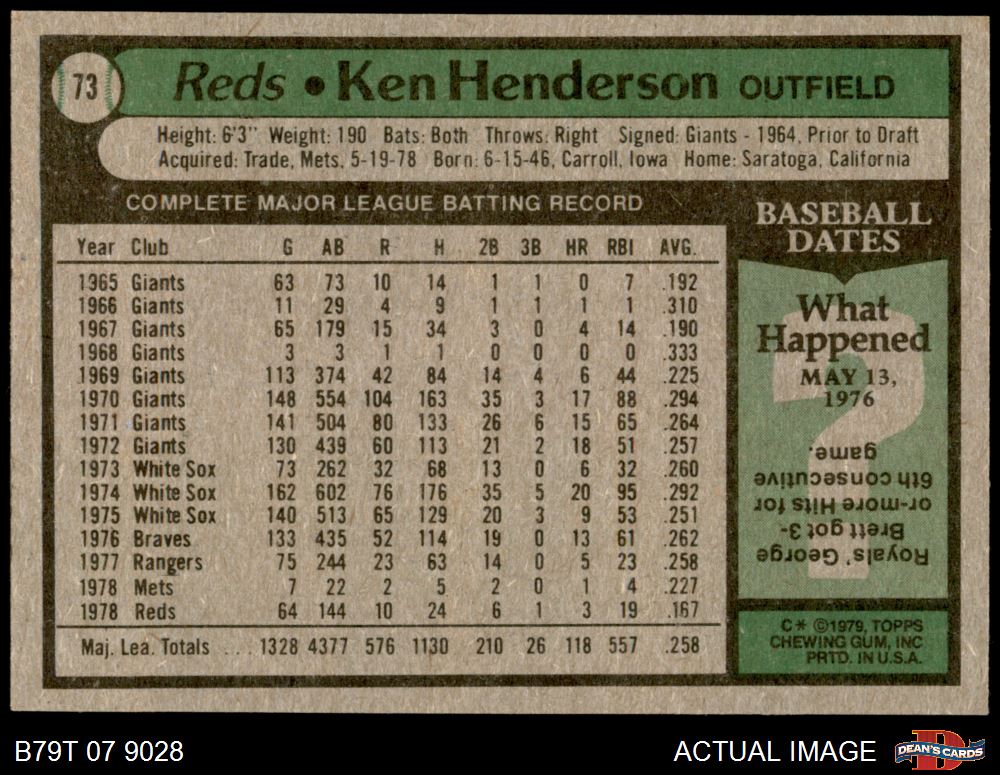 73
Reds • Ken Henderson OUTFIELD
Height: 6'3" Weight: 190 Bats: Both Throws: Right Signed: Giants - 1964, Prior to Draft
Acquired: Trade, Mets, 5-19-78 Born: 6-15-46, Carroll, Iowa Home: Saratoga, California
COMPLETE MAJOR LEAGUE BATTING RECORD
Year Club G AB R H 2B 3B HR RBI AVG.
1965 Giants 63 73 10 14 1 1 0 7 .192
1966 Giants 11 29 4 9 1 1 1 1 .310
1967 Giants 65 179 15 34 3 0 4 14 .190
1968 Giants 3 3 1 1 0 0 0 0 .333
1969 Giants 113 374 42 84 14 4 6 44 .225
1970 Giants 148 554 104 163 35 3 17 88 .294
1971 Giants 141 504 80 133 26 6 15 65 .264
1972 Giants 130 439 60 113 21 2 18 51 .257
1973 White Sox 73 262 32 68 13 0 6 32 .260
1974 White Sox 162 602 76 176 35 5 20 95 .292
1975 White Sox 140 513 65 129 20 3 9 53 .251
1976 Braves 133 435 52 114 19 0 13 61 .262
1977 Rangers 75 244 23 63 14 0 5 23 .258
1978 Mets 7 22 2 5 2 0 1 4 .227
1978 Reds 64 144 10 24 6 1 3 19 .167
Maj. Lea. Totals ... 1328 4377 576 1130 210 26 118 557 .258
BASEBALL
DATES
What
Happened
MAY 13,
1976
Royals' George
Brett got 3-
or-more Hits for
6th consecutive
game.
C* ©1979, TOPPS
CHEWING GUM, INC
PRTD. IN U.S.A.
B79T 07 9028
ACTUAL IMAGE
DEAN'S CARDS